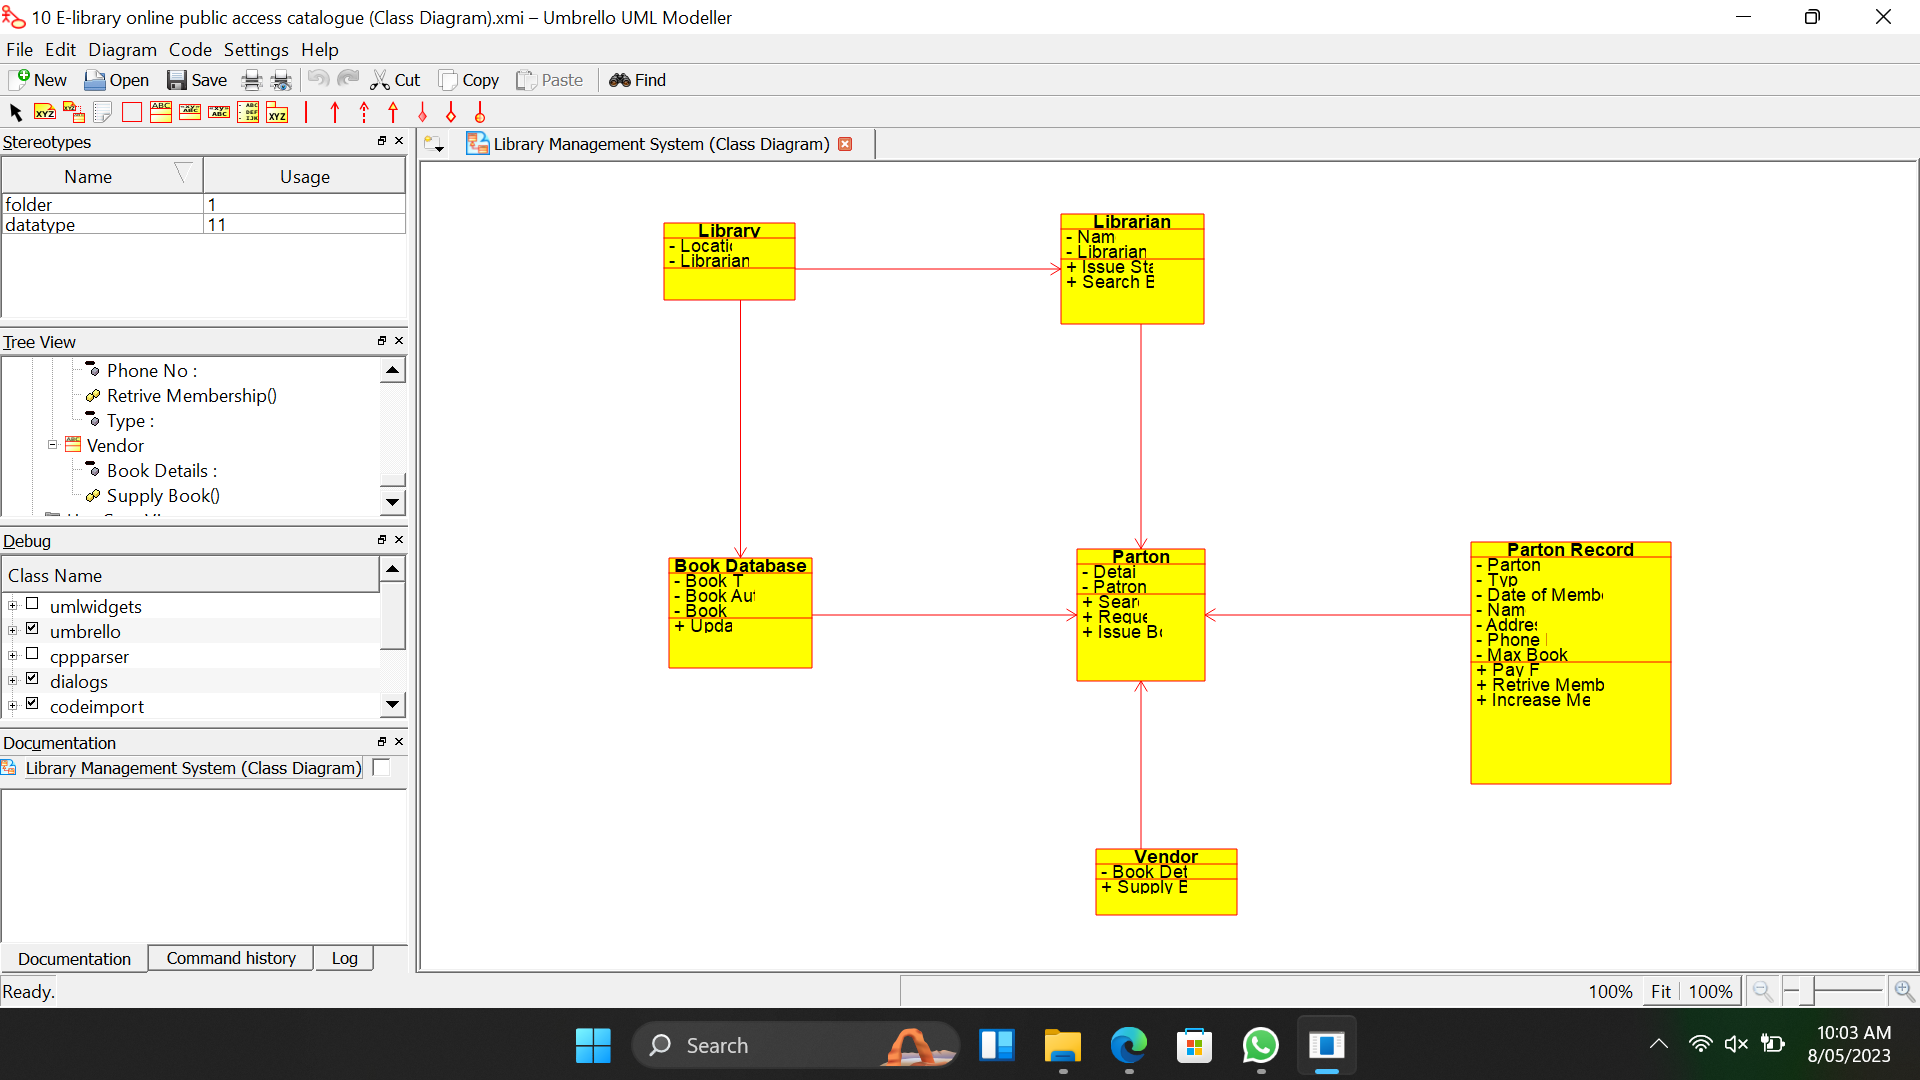 10 E-library online public access catalogue (Class Diagram).xmi – Umbrello UML Modeller
File Edit Diagram Code Settings Help
New Open Save Cut Copy Paste Find
Stereotypes
Name Usage
folder 1
datatype 11
Tree View
Phone No :
Retrive Membership()
Type :
Vendor
Book Details :
Supply Book()
Debug
Class Name
umlwidgets
umbrello
cppparser
dialogs
codeimport
Documentation
Library Management System (Class Diagram)
Documentation Command history Log
Ready.
Library Management System (Class Diagram)
Library
- Locati
- Librarian
Librarian
- Nam
- Librarian
+ Issue Sta
+ Search B
Book Database
- Book T
- Book Aut
- Book
+ Upda
Parton
- Detai
- Patron
+ Sear
+ Reque
+ Issue Bo
Parton Record
- Parton
- Typ
- Date of Membe
- Nam
- Addres
- Phone
- Max Book
+ Pay F
+ Retrive Memb
+ Increase Me
Vendor
- Book Det
+ Supply B
100% Fit 100%
Search
10:03 AM
8/05/2023